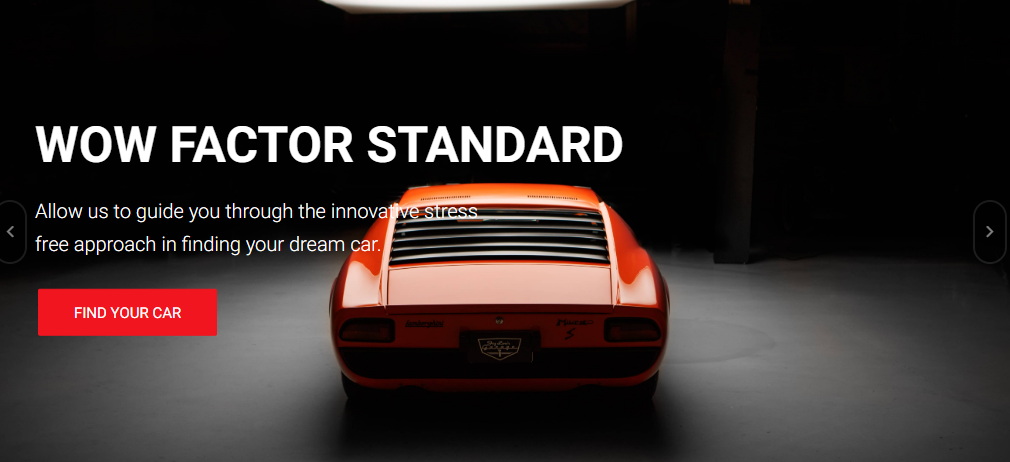 WOW FACTOR STANDARD
Allow us to guide you through the innovative stress
free approach in finding your dream car.
FIND YOUR CAR
Garage
S